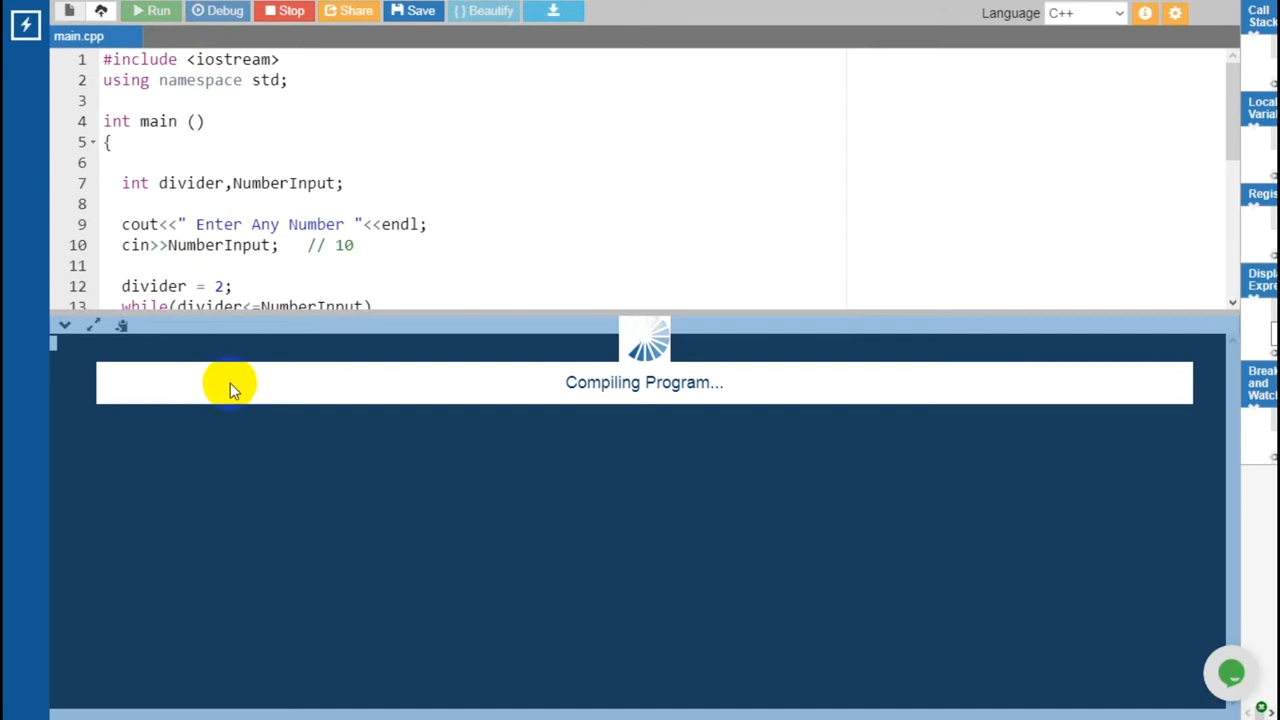 Run Debug Stop Share Save { } Beautify Language C++
main.cpp
1 #include <iostream>
2 using namespace std;
3
4 int main ()
5 {
6
7 int divider,NumberInput;
8
9 cout<<" Enter Any Number "<<endl;
10 cin>>NumberInput; // 10
11
12 divider = 2;
13 while(divider<=NumberInput)
Compiling Program...
Call
Stack
Local
Varia
Regis
Displ
Expre
Break
and
Watc